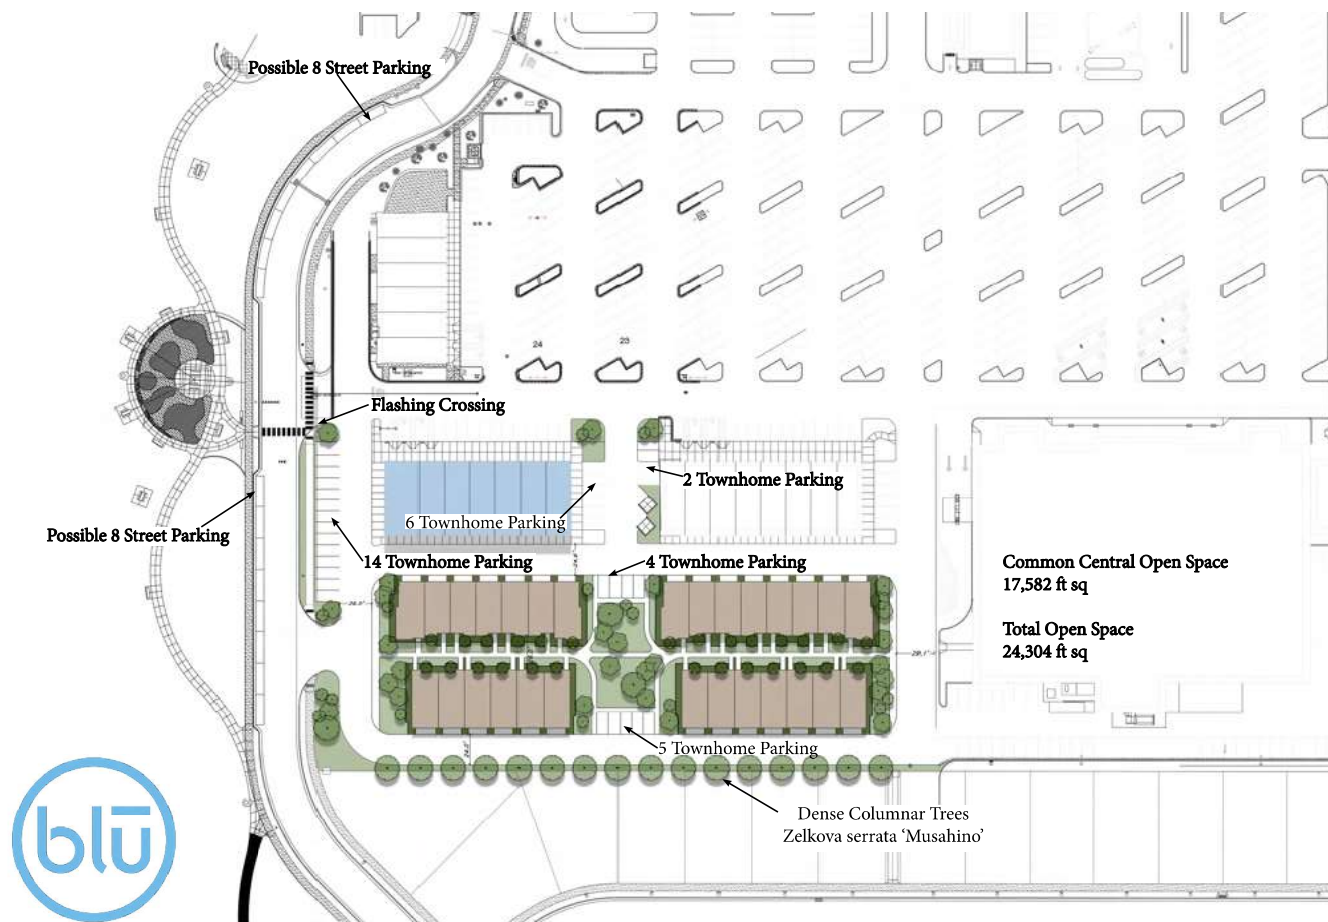 Possible 8 Street Parking
24
23
Flashing Crossing
2 Townhome Parking
6 Townhome Parking
Possible 8 Street Parking
14 Townhome Parking
4 Townhome Parking
Common Central Open Space
17,582 ft sq
Total Open Space
24,304 ft sq
5 Townhome Parking
Dense Columnar Trees
Zelkova serrata ‘Musahino’
blū